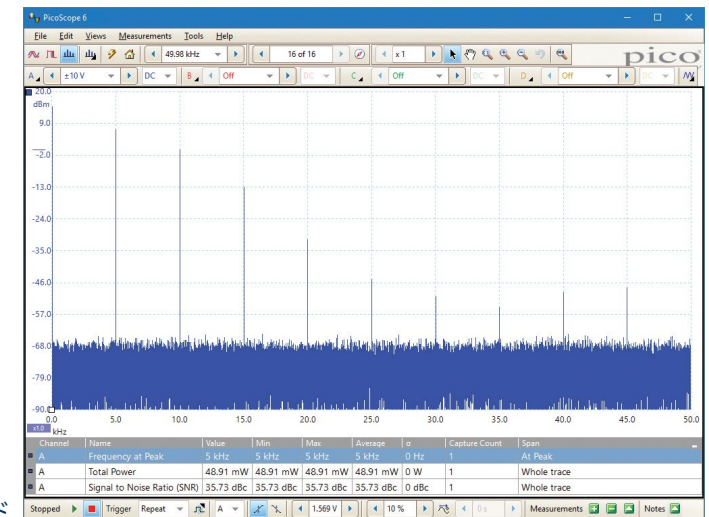 PicoScope 6
File Edit Views Measurements Tools Help
49.98 kHz 16 of 16 x 1 pico
A ±10 V DC B Off DC C Off DC D Off DC
20.0
dBm
9.0
-2.0
-13.0
-24.0
-35.0
-46.0
-57.0
-68.0
-79.0
-90.0
0.0 5.0 10.0 15.0 20.0 25.0 30.0 35.0 40.0 45.0 50.0
x1.0 kHz
Channel Name Value Min Max Average σ Capture Count Span
A Frequency at Peak 5 kHz 5 kHz 5 kHz 5 kHz 0 Hz 1 At Peak
A Total Power 48.91 mW 48.91 mW 48.91 mW 48.91 mW 0 W 1 Whole trace
A Signal to Noise Ratio (SNR) 35.73 dBc 35.73 dBc 35.73 dBc 35.73 dBc 0 dBc 1 Whole trace
Stopped Trigger Repeat A 1.569 V 10 % 0 s Measurements Notes